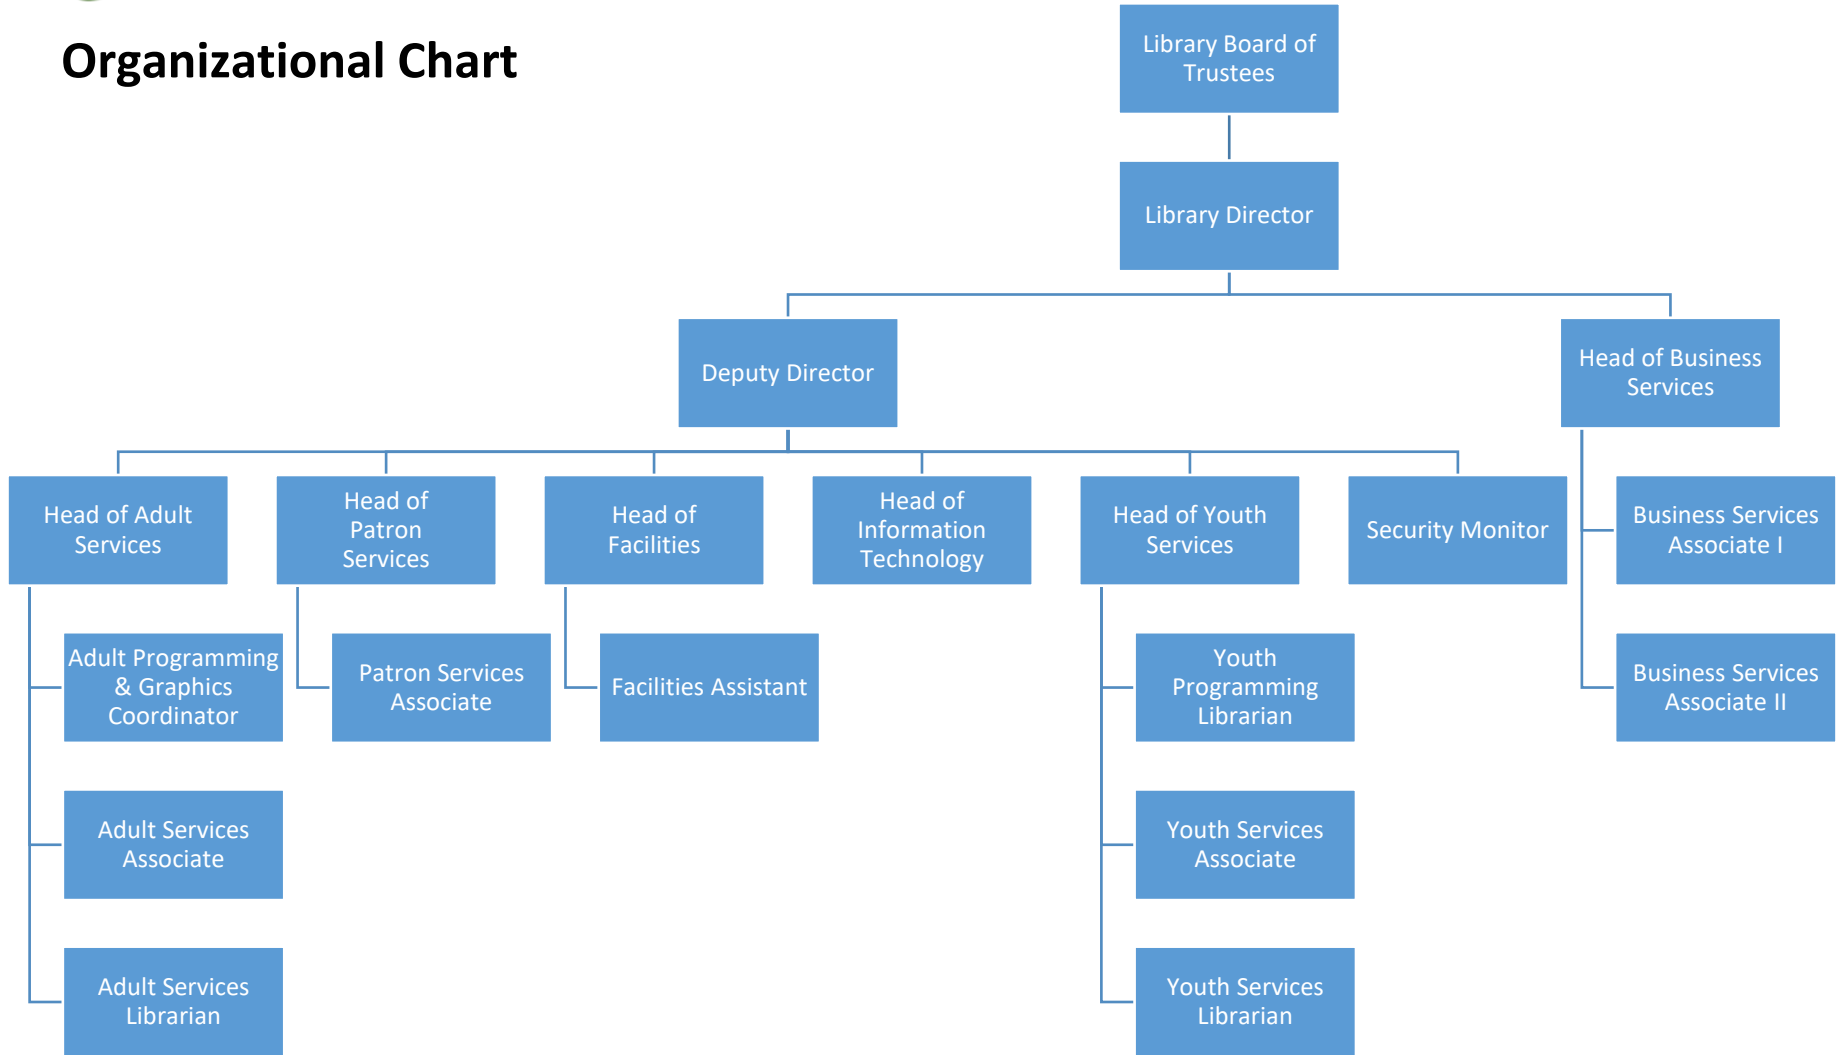 Organizational Chart
Library Board of
Trustees
Library Director
Deputy Director
Head of Business
Services
Head of Adult
Services
Head of
Patron
Services
Head of
Facilities
Head of
Information
Technology
Head of Youth
Services
Security Monitor
Business Services
Associate I
Adult Programming
& Graphics
Coordinator
Patron Services
Associate
Facilities Assistant
Youth
Programming
Librarian
Business Services
Associate II
Adult Services
Associate
Youth Services
Associate
Adult Services
Librarian
Youth Services
Librarian